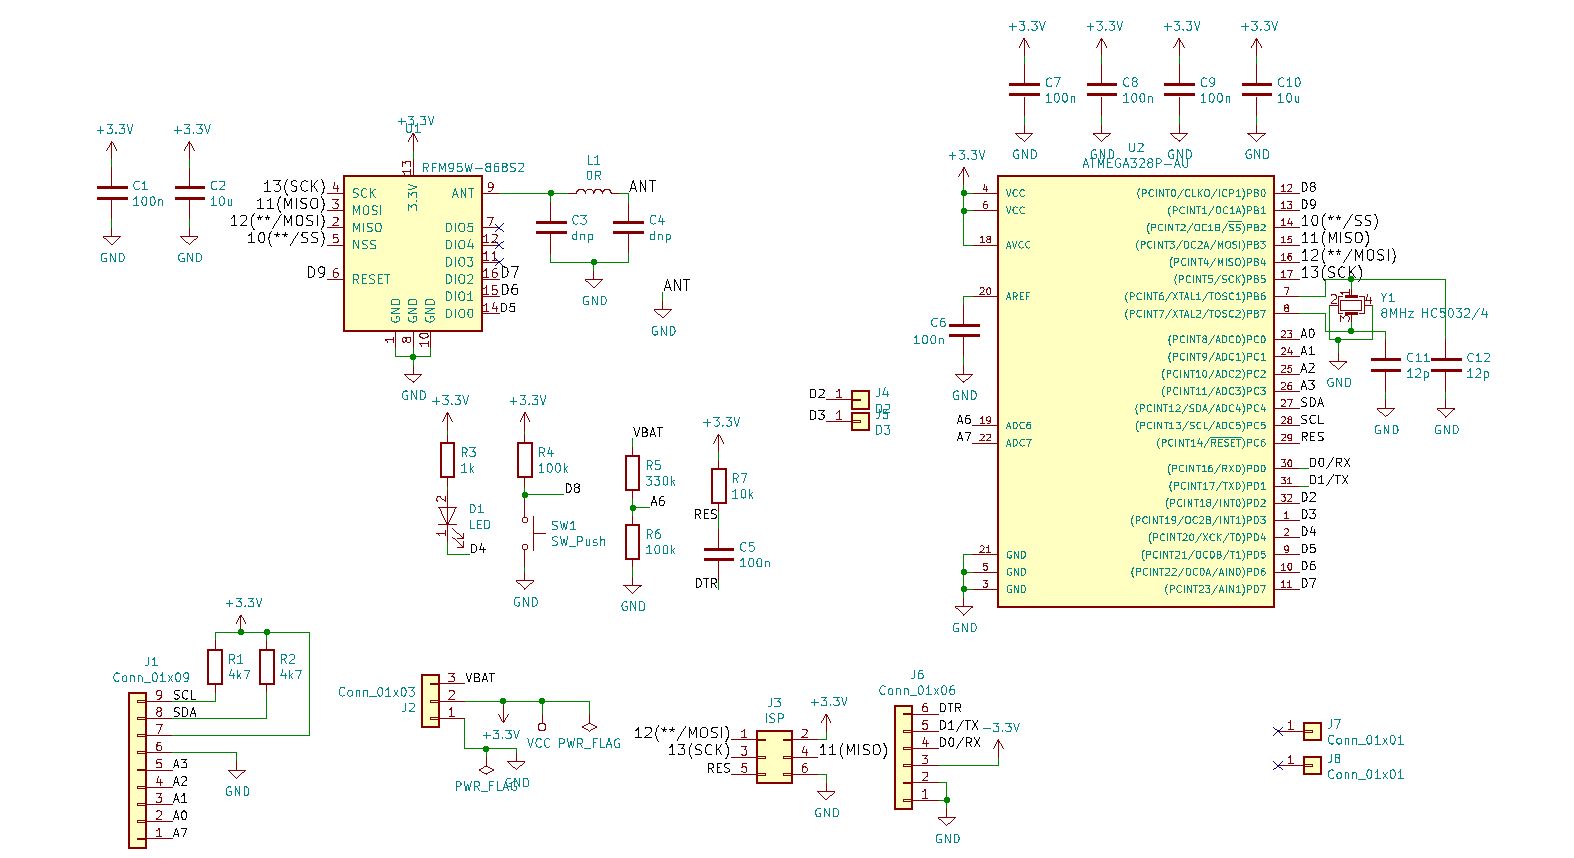 +3.3V
C1
100n
GND
+3.3V
C2
10u
GND
+3.3V
U1
RFM95W-868S2
13(SCK) 4 SCK
11(MISO) 3 MOSI
12(**/MOSI) 2 MISO
10(**/SS) 5 NSS
D9 6 RESET
13
3.3V
ANT 9
DIO5 7
DIO4 12
DIO3 11
DIO2 16 D7
DIO1 15 D6
DIO0 14 D5
GND GND GND
1 8 10
GND
L1
0R
ANT
C3
dnp
C4
dnp
GND
ANT
GND
+3.3V
C7
100n
GND
+3.3V
C8
100n
GND
+3.3V
C9
100n
GND
+3.3V
C10
10u
GND
U2
ATMEGA328P-AU
+3.3V
4 VCC
6 VCC
18 AVCC
20 AREF
C6
100n
GND
A6 19 ADC6
A7 22 ADC7
21 GND
5 GND
3 GND
GND
(PCINT0/CLKO/ICP1)PB0 12 D8
(PCINT1/OC1A)PB1 13 D9
(PCINT2/OC1B/SS)PB2 14 10(**/SS)
(PCINT3/OC2A/MOSI)PB3 15 11(MISO)
(PCINT4/MISO)PB4 16 12(**/MOSI)
(PCINT5/SCK)PB5 17 13(SCK)
(PCINT6/XTAL1/TOSC1)PB6 7
(PCINT7/XTAL2/TOSC2)PB7 8
(PCINT8/ADC0)PC0 23 A0
(PCINT9/ADC1)PC1 24 A1
(PCINT10/ADC2)PC2 25 A2
(PCINT11/ADC3)PC3 26 A3
(PCINT12/SDA/ADC4)PC4 27 SDA
(PCINT13/SCL/ADC5)PC5 28 SCL
(PCINT14/RESET)PC6 29 RES
(PCINT16/RXD)PD0 30 D0/RX
(PCINT17/TXD)PD1 31 D1/TX
(PCINT18/INT0)PD2 32 D2
(PCINT19/OC2B/INT1)PD3 1 D3
(PCINT20/XCK/T0)PD4 2 D4
(PCINT21/OC0B/T1)PD5 9 D5
(PCINT22/OC0A/AIN0)PD6 10 D6
(PCINT23/AIN1)PD7 11 D7
1
2 4
3
Y1
8MHz HC5032/4
GND
C11
12p
GND
C12
12p
GND
D2 1 J4
D2
D3 1 J5
D3
+3.3V
R3
1k
2
D1
LED
1
D4
+3.3V
R4
100k
D8
SW1
SW_Push
GND
VBAT
R5
330k
A6
R6
100k
GND
+3.3V
R7
10k
RES
C5
100n
DTR
+3.3V
R1
4k7
R2
4k7
J1
Conn_01x09
9 SCL
8 SDA
7
6
5 A3
4 A2
3 A1
2 A0
1 A7
GND
Conn_01x03
J2
3 VBAT
2
1
+3.3V
VCC
PWR_FLAG
PWR_FLAG
GND
J3
ISP
12(**/MOSI) 1
13(SCK) 3
RES 5
2
4 11(MISO)
6
+3.3V
GND
J6
Conn_01x06
6 DTR
5 D1/TX
4 D0/RX
3
2
1
-3.3V
GND
1 J7
Conn_01x01
1 J8
Conn_01x01